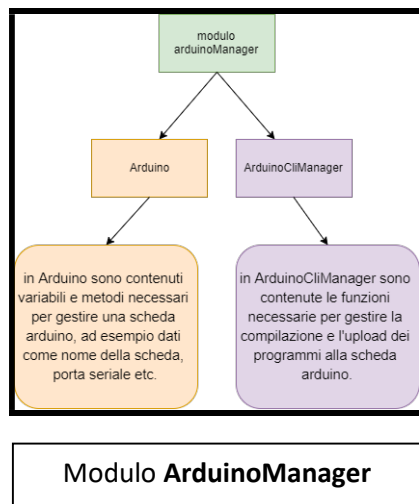 modulo
arduinoManager
Arduino
ArduinoCliManager
in Arduino sono contenuti
variabili e metodi necessari
per gestire una scheda
arduino, ad esempio dati
come nome della scheda,
porta seriale etc.
in ArduinoCliManager sono
contenute le funzioni
necessarie per gestire la
compilazione e l'upload dei
programmi alla scheda
arduino.
Modulo ArduinoManager